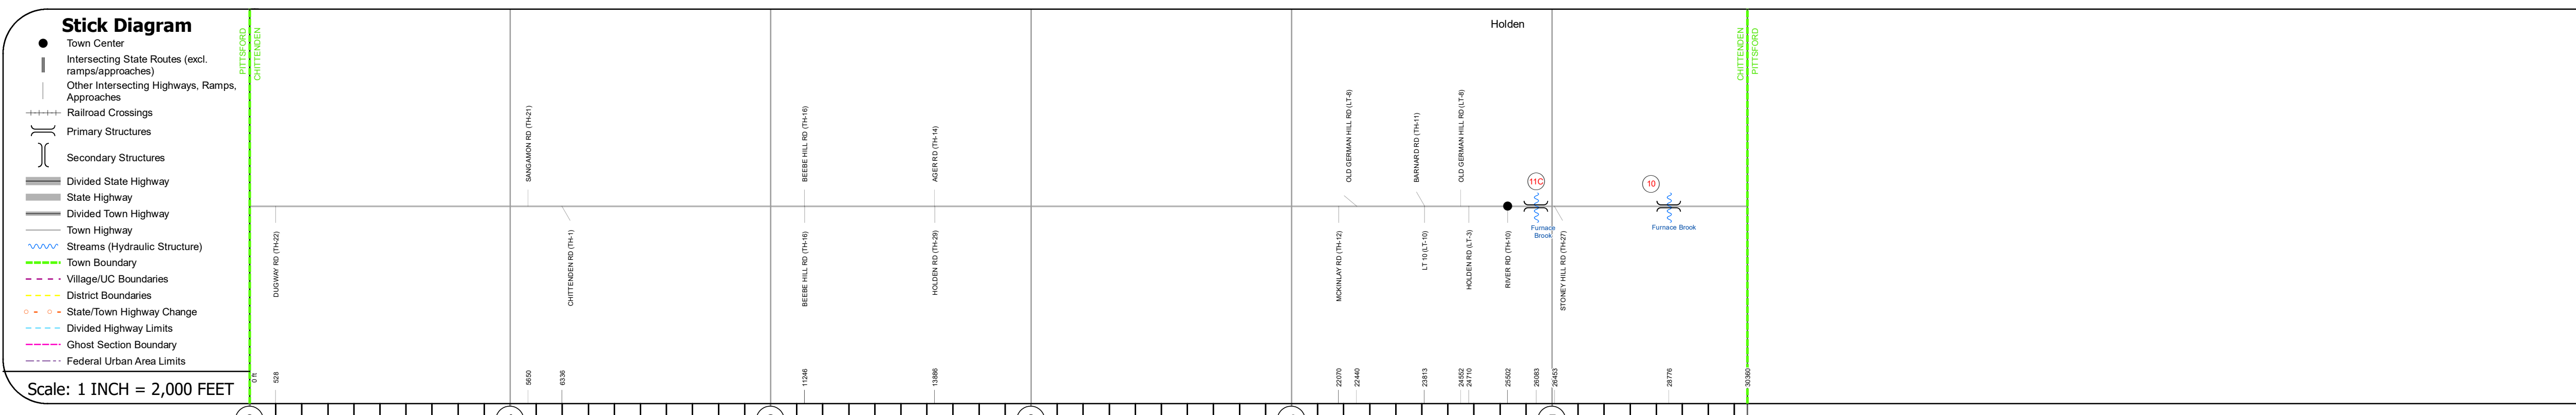 Stick Diagram
Town Center
Intersecting State Routes (excl.
ramps/approaches)
Other Intersecting Highways, Ramps,
Approaches
Railroad Crossings
Primary Structures
Secondary Structures
Divided State Highway
State Highway
Divided Town Highway
Town Highway
Streams (Hydraulic Structure)
Town Boundary
Village/UC Boundaries
District Boundaries
State/Town Highway Change
Divided Highway Limits
Ghost Section Boundary
Federal Urban Area Limits
Scale: 1 INCH = 2,000 FEET
PITTSFORD
CHITTENDEN
Holden
CHITTENDEN
PITTSFORD
SANGAMON RD (TH-21)
BEEBE HILL RD (TH-16)
AGER RD (TH-14)
OLD GERMAN HILL RD (LT-8)
BARNARD RD (TH-11)
OLD GERMAN HILL RD (LT-8)
11C
10
DUGWAY RD (TH-22)
CHITTENDEN RD (TH-1)
BEEBE HILL RD (TH-16)
HOLDEN RD (TH-29)
MCKINLAY RD (TH-12)
LT 10 (LT-10)
HOLDEN RD (LT-3)
RIVER RD (TH-10)
Furnace
Brook
STONEY HILL RD (TH-27)
Furnace Brook
0 ft
528
5650
6336
11246
13886
22070
22440
23813
24552
24710
25502
26083
26453
28776
30360